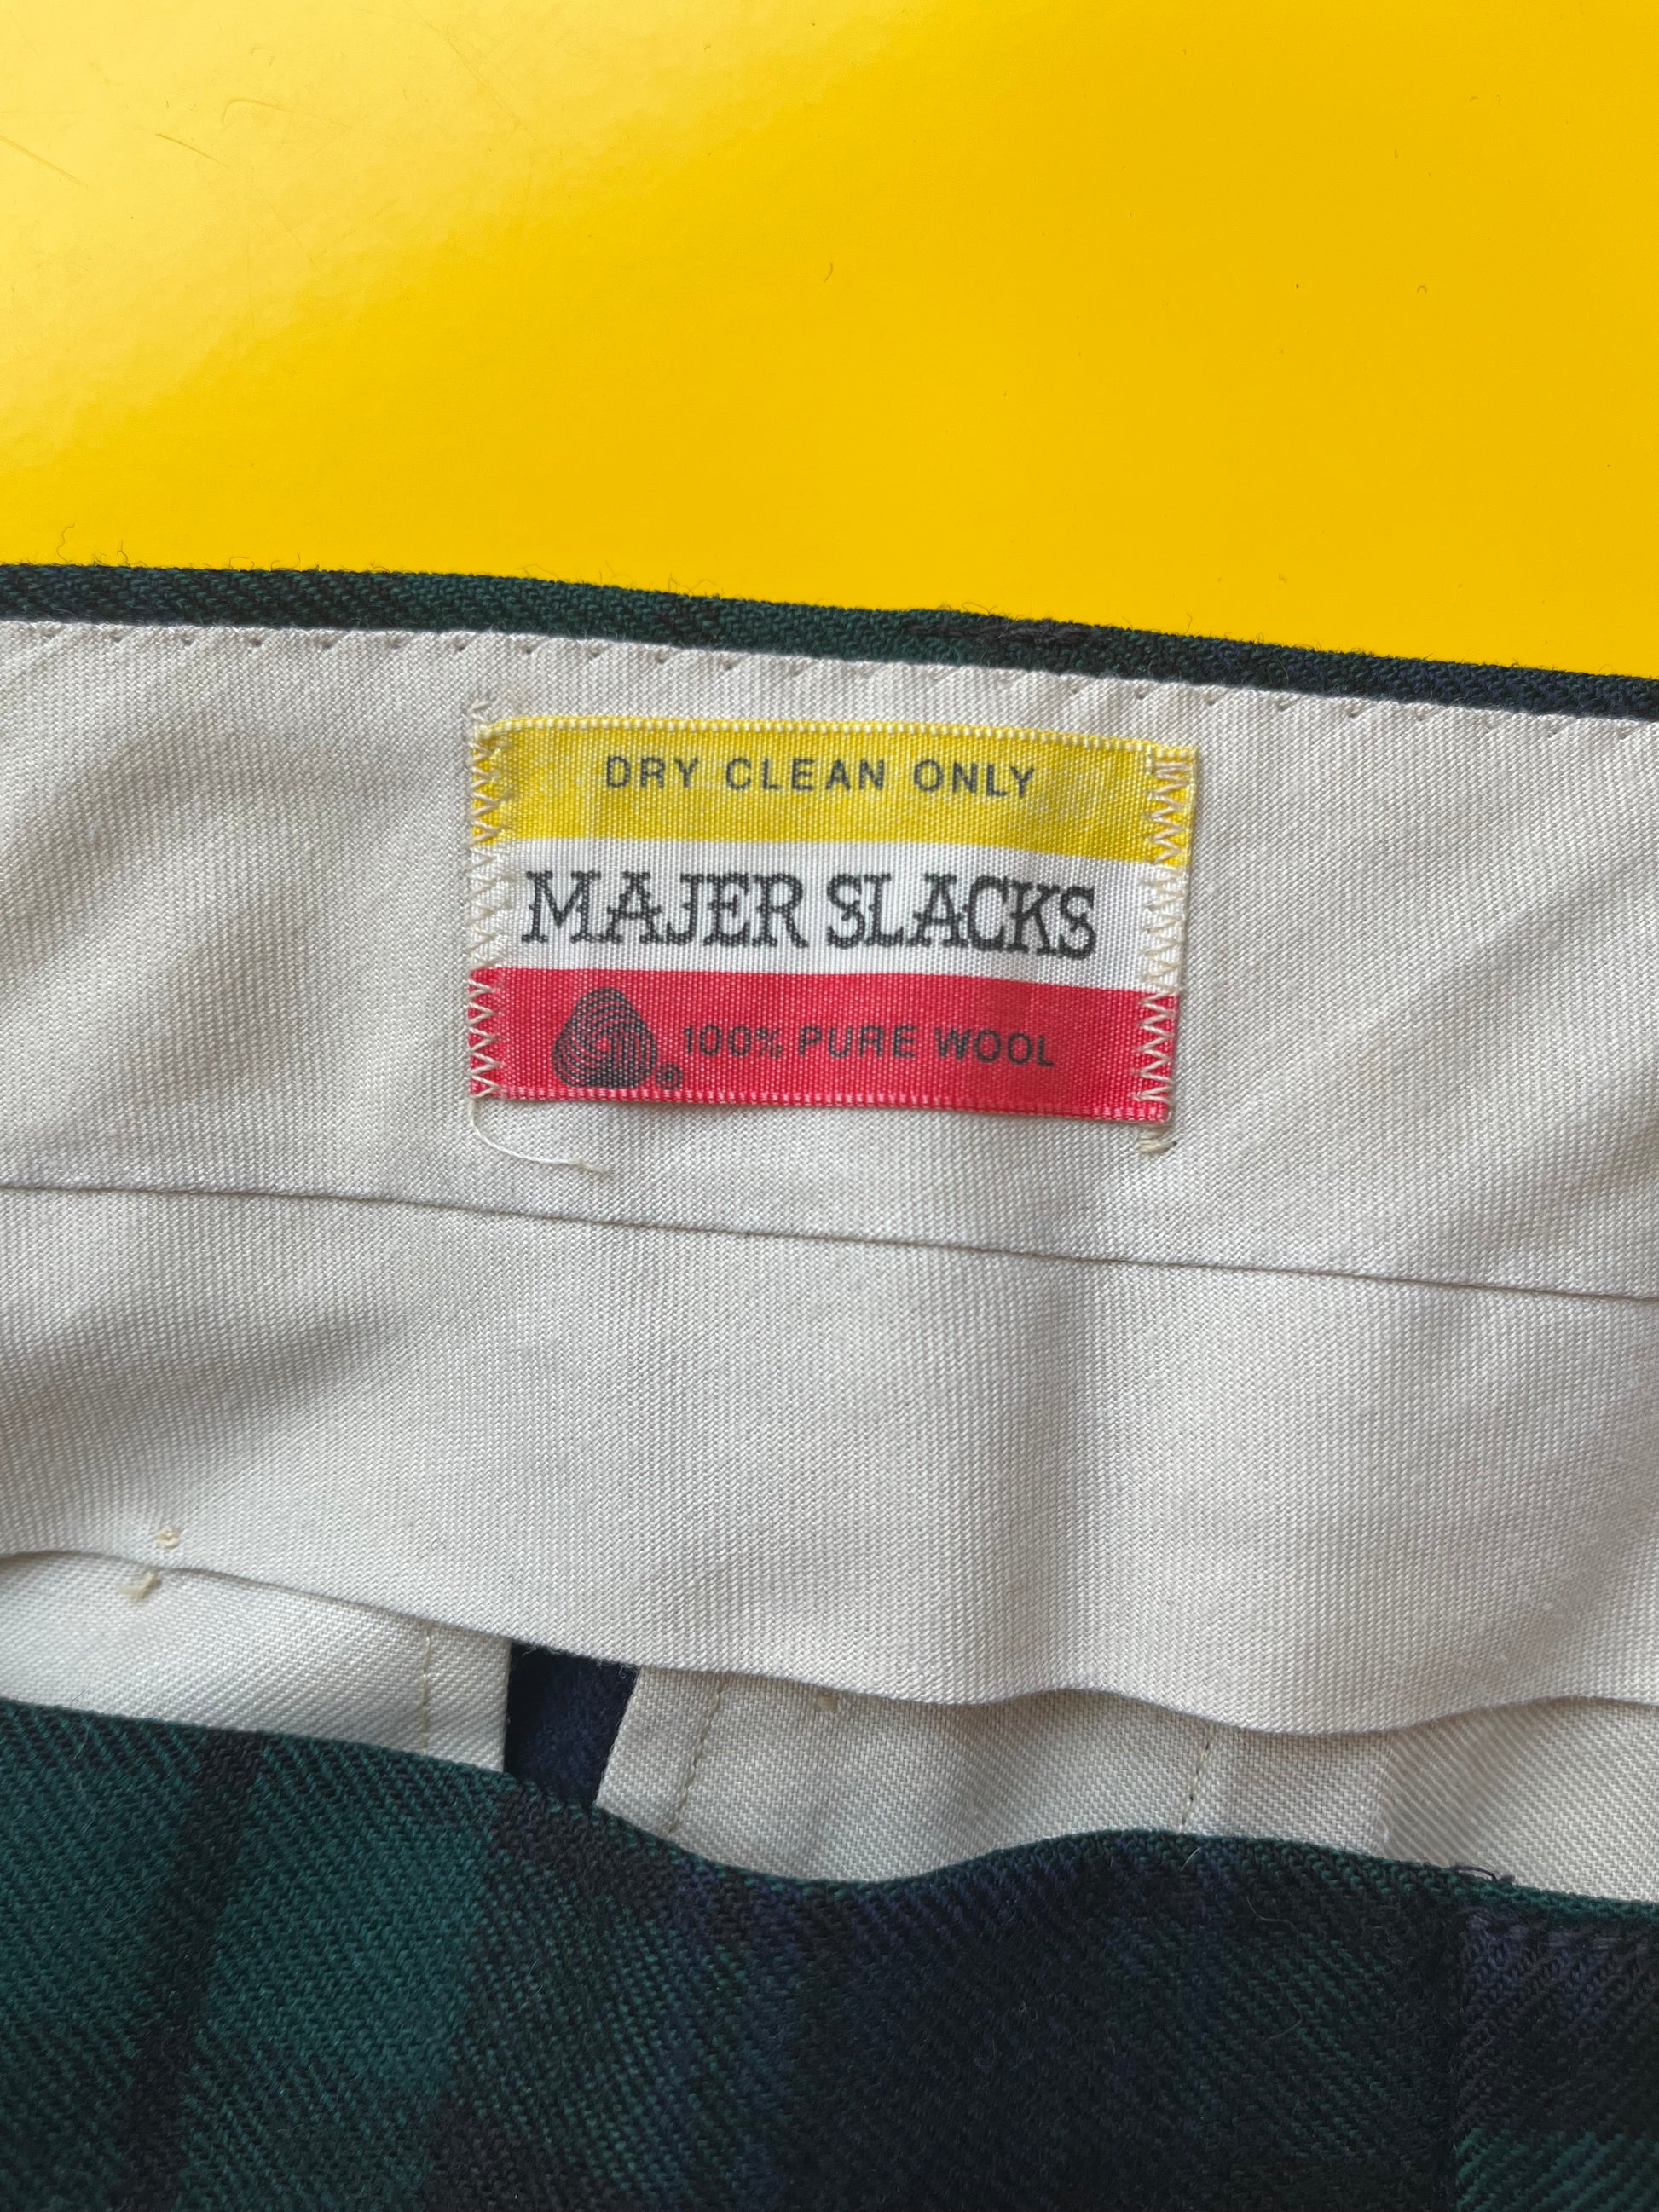 DRY CLEAN ONLY
MAJER SLACKS
® 100% PURE WOOL